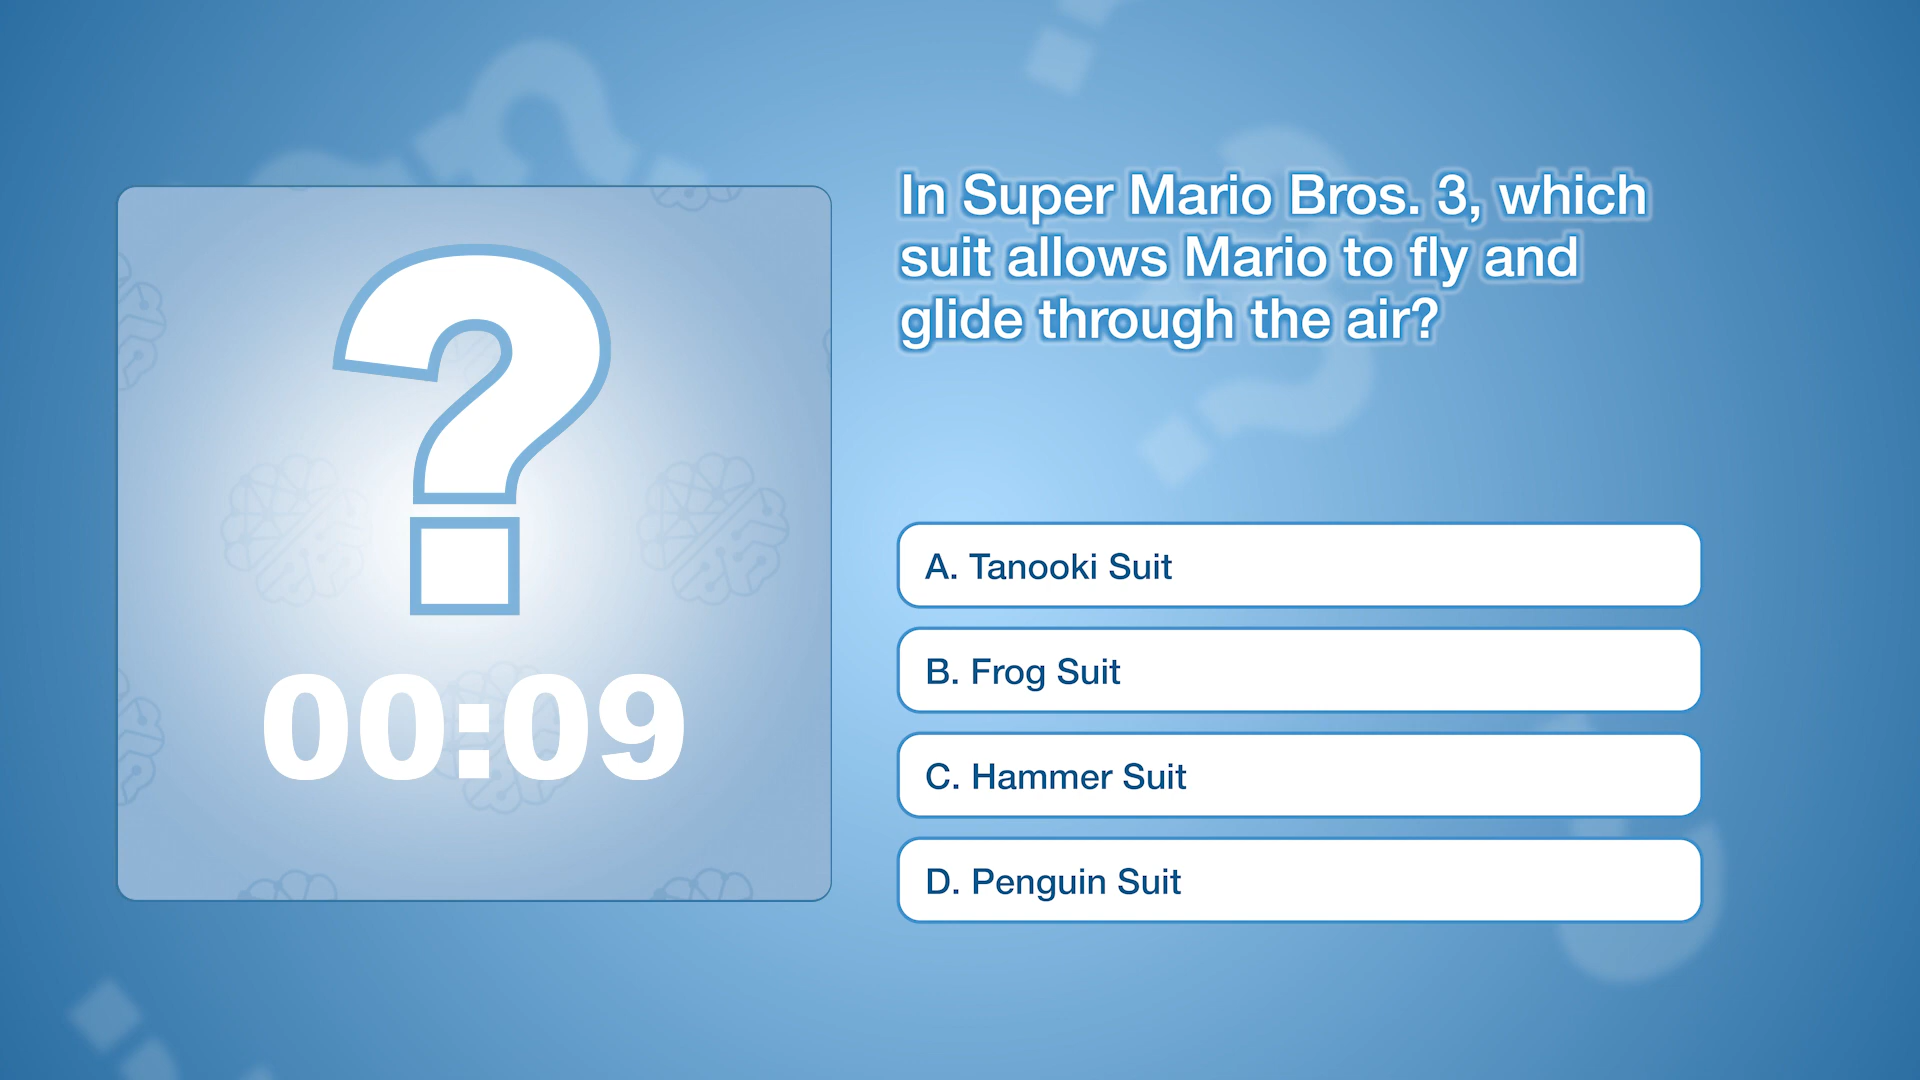 In Super Mario Bros. 3, which
suit allows Mario to fly and
glide through the air?
?
00:09
A. Tanooki Suit
B. Frog Suit
C. Hammer Suit
D. Penguin Suit